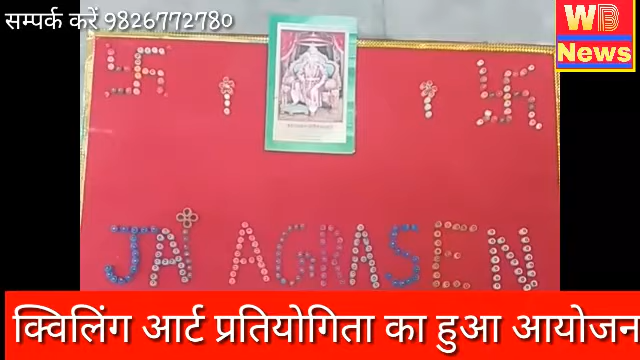 सम्पर्क करें 9826772780
WB
News
JAI AGRASEN
क्विलिंग आर्ट प्रतियोगिता का हुआ आयोजन